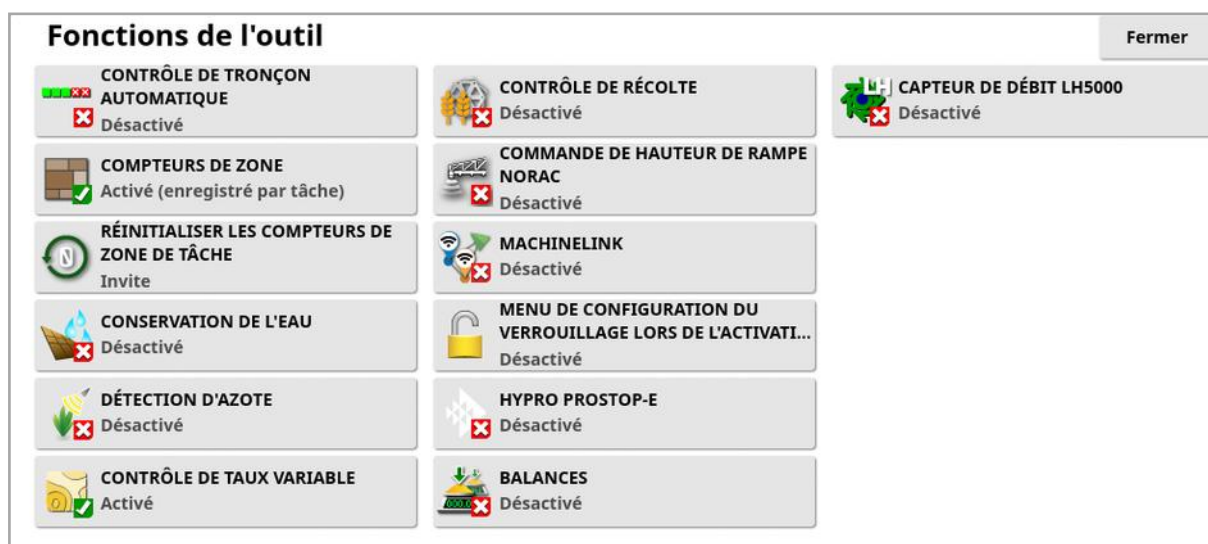 Fonctions de l'outil
Fermer
CONTRÔLE DE TRONÇON
AUTOMATIQUE
Désactivé
COMPTEURS DE ZONE
Activé (enregistré par tâche)
RÉINITIALISER LES COMPTEURS DE
ZONE DE TÂCHE
Invite
CONSERVATION DE L'EAU
Désactivé
DÉTECTION D'AZOTE
Désactivé
CONTRÔLE DE TAUX VARIABLE
Activé
CONTRÔLE DE RÉCOLTE
Désactivé
COMMANDE DE HAUTEUR DE RAMPE
NORAC
Désactivé
MACHINELINK
Désactivé
MENU DE CONFIGURATION DU
VERROUILLAGE LORS DE L'ACTIVATI...
Désactivé
HYPRO PROSTOP-E
Désactivé
BALANCES
Désactivé
LH
CAPTEUR DE DÉBIT LH5000
Désactivé